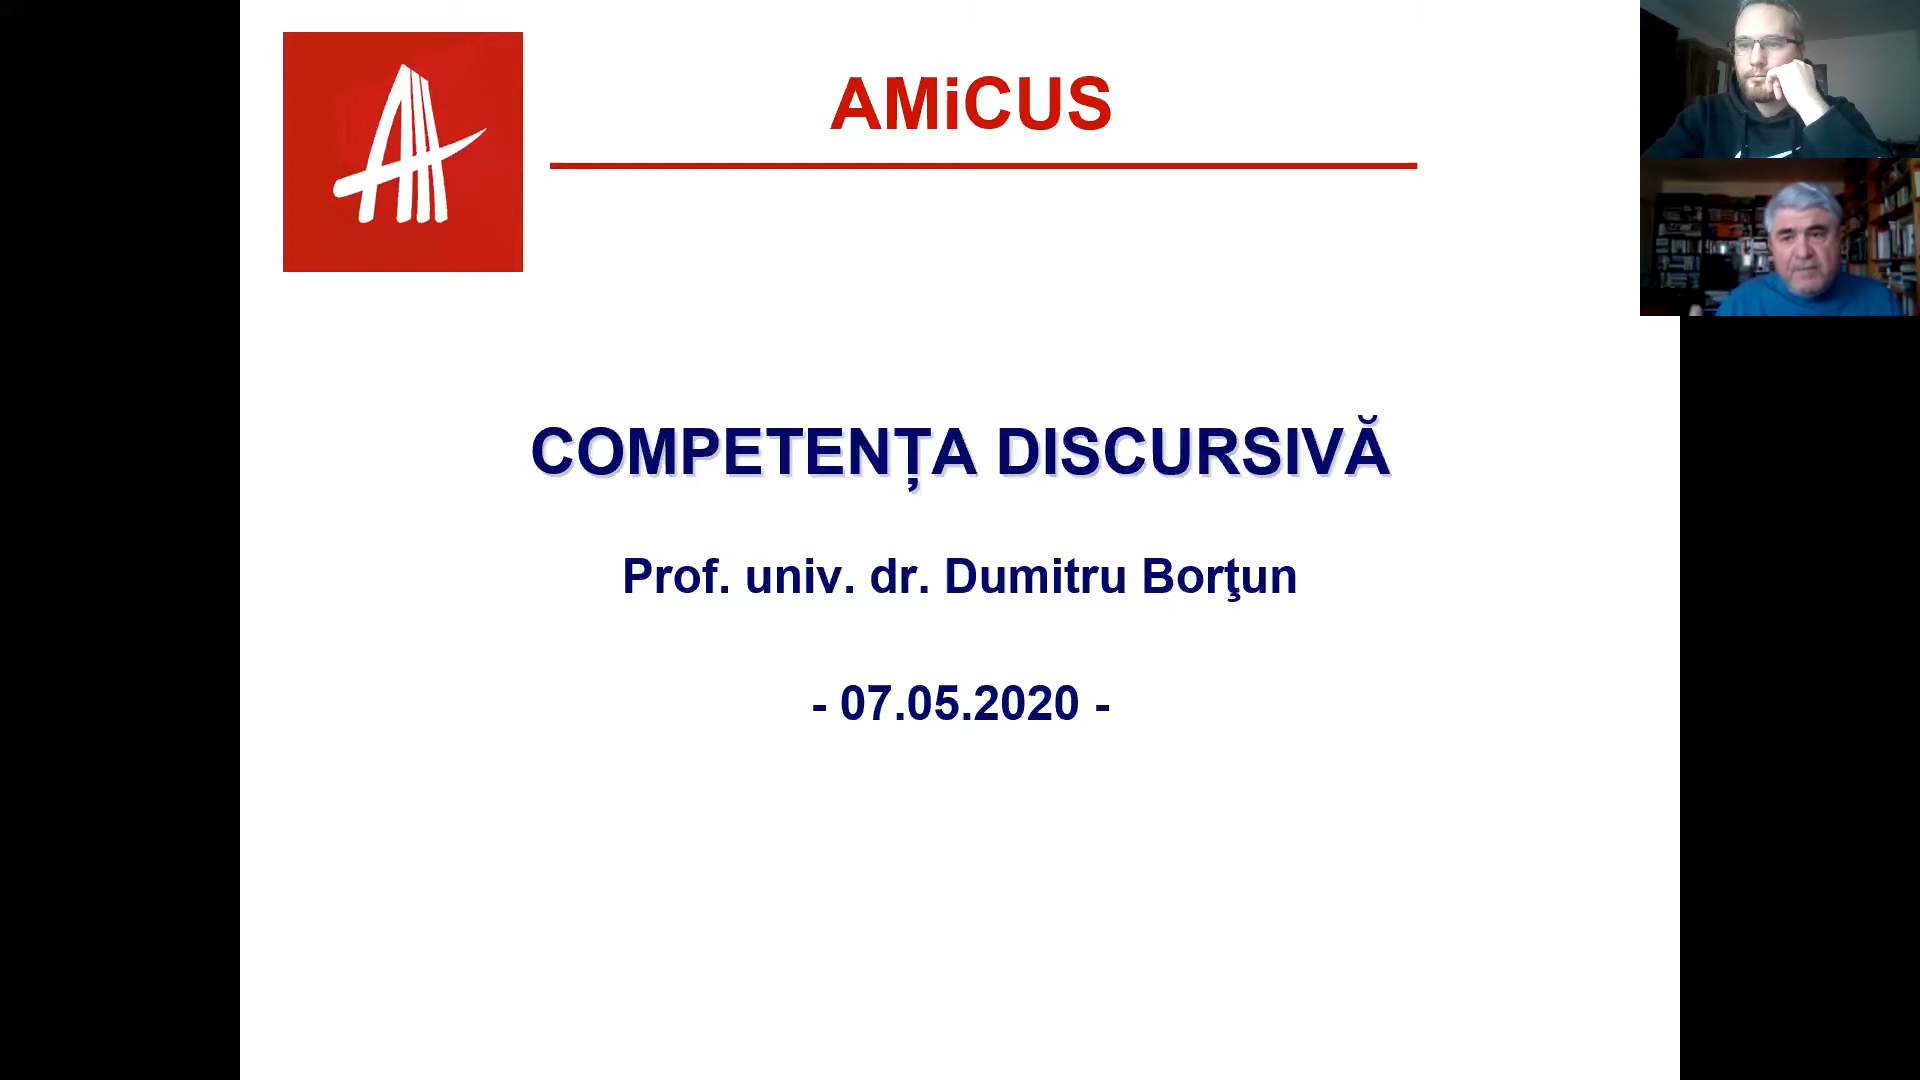 AMiCUS
COMPETENȚA DISCURSIVĂ
Prof. univ. dr. Dumitru Borţun
- 07.05.2020 -